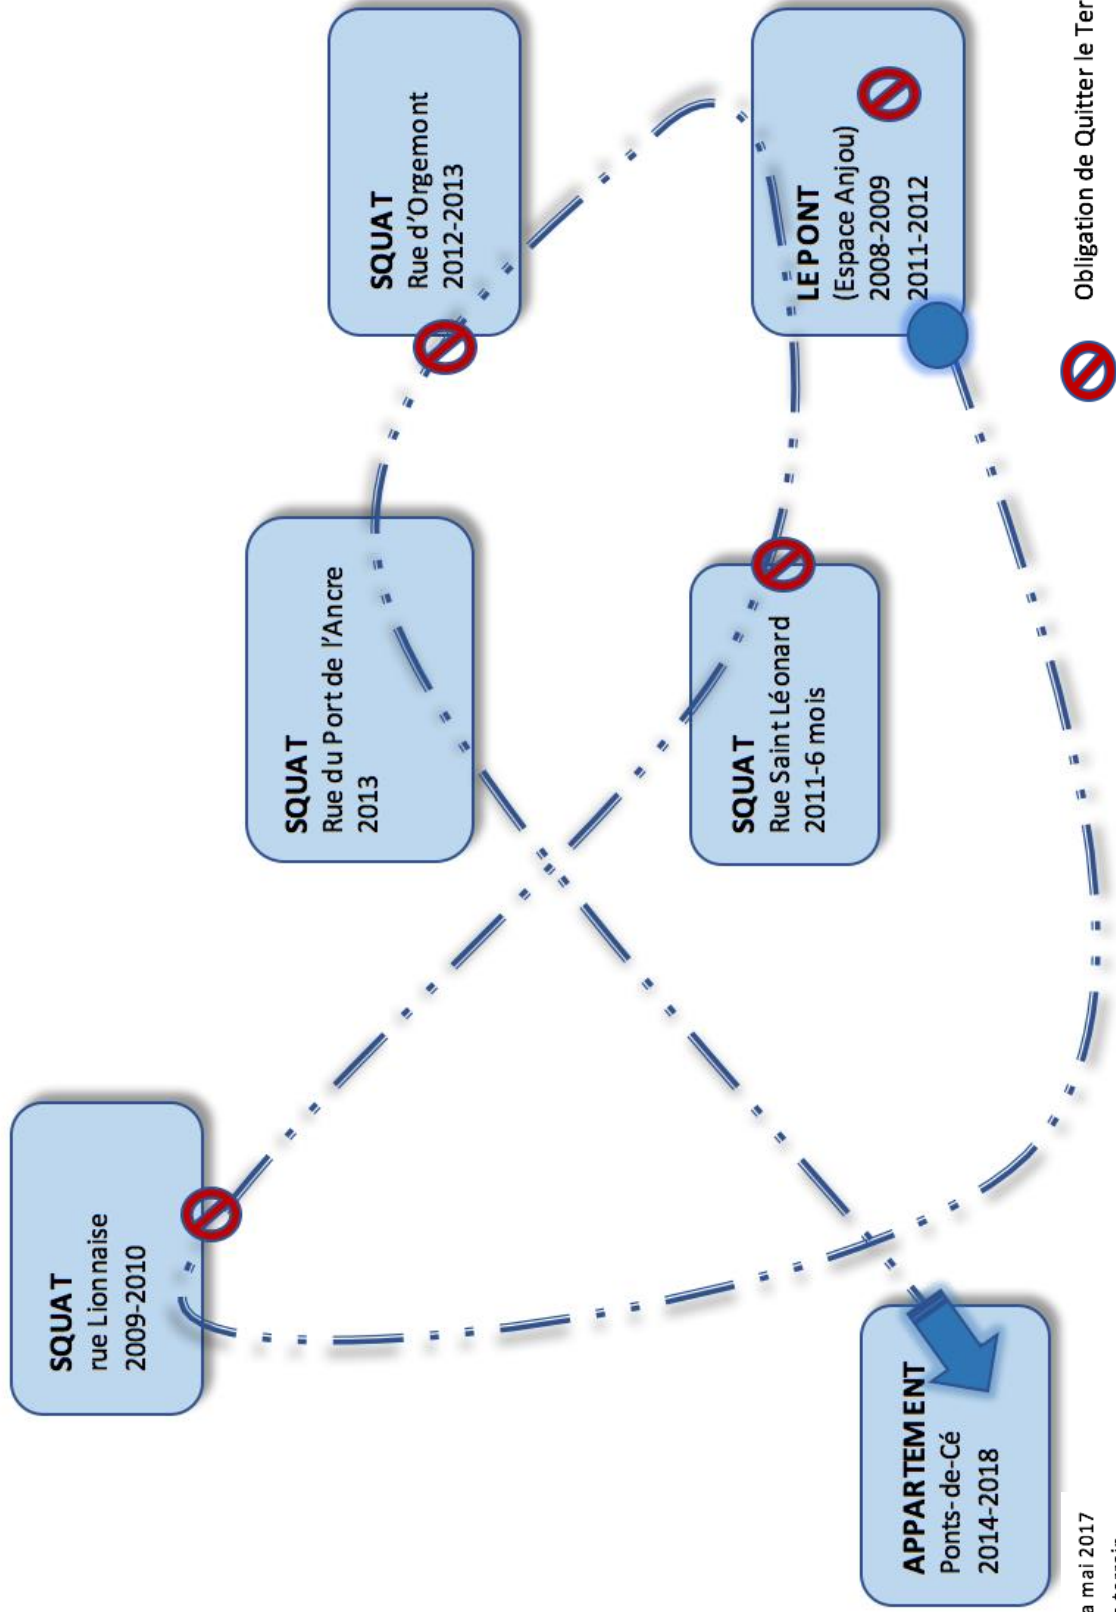 SQUAT
rue Lionnaise
2009-2010
SQUAT
Rue du Port de l'Ancre
2013
SQUAT
Rue d'Orgemont
2012-2013
SQUAT
Rue Saint Léonard
2011-6 mois
LE PONT
(Espace Anjou)
2008-2009
2011-2012
APPARTEMENT
Ponts-de-Cé
2014-2018
Obligation de Quitter le Ter
a mai 2017